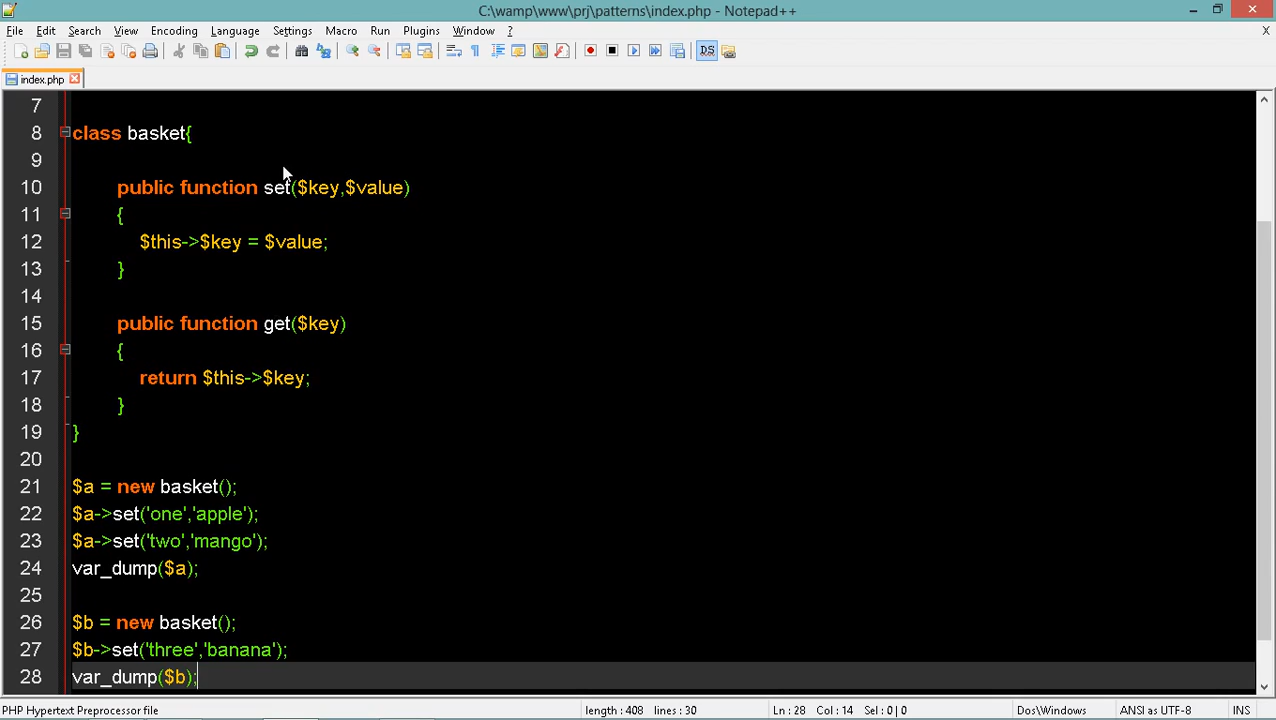 C:\wamp\www\prj\patterns\index.php - Notepad++
File Edit Search View Encoding Language Settings Macro Run Plugins Window ? X
index.php
7
8 class basket{
9
10 public function set($key,$value)
11 {
12 $this->$key = $value;
13 }
14
15 public function get($key)
16 {
17 return $this->$key;
18 }
19 }
20
21 $a = new basket();
22 $a->set('one','apple');
23 $a->set('two','mango');
24 var_dump($a);
25
26 $b = new basket();
27 $b->set('three','banana');
28 var_dump($b);
PHP Hypertext Preprocessor file length : 408 lines : 30 Ln : 28 Col : 14 Sel : 0 | 0 Dos\Windows ANSI as UTF-8 INS